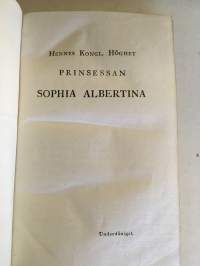 HENNES KONGL. HÖGHET
PRINSESSAN
SOPHIA ALBERTINA
Underdånigst.